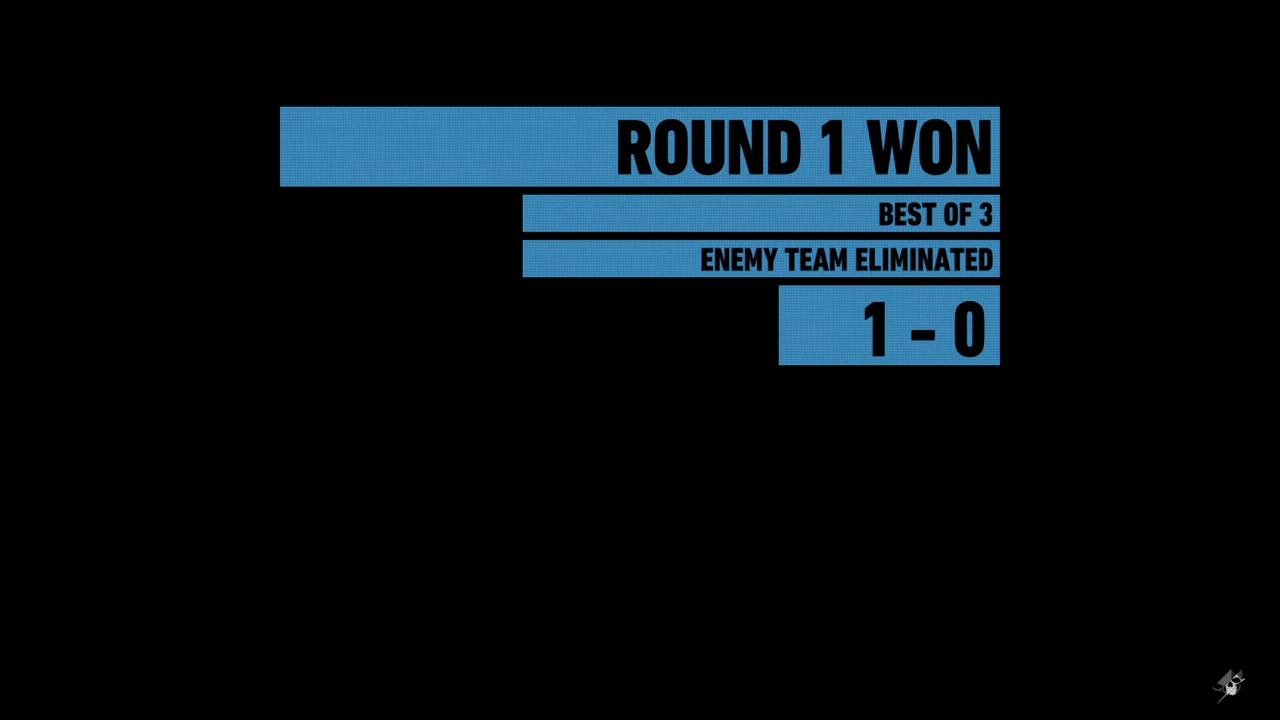 ROUND 1 WON
BEST OF 3
ENEMY TEAM ELIMINATED
1 - 0